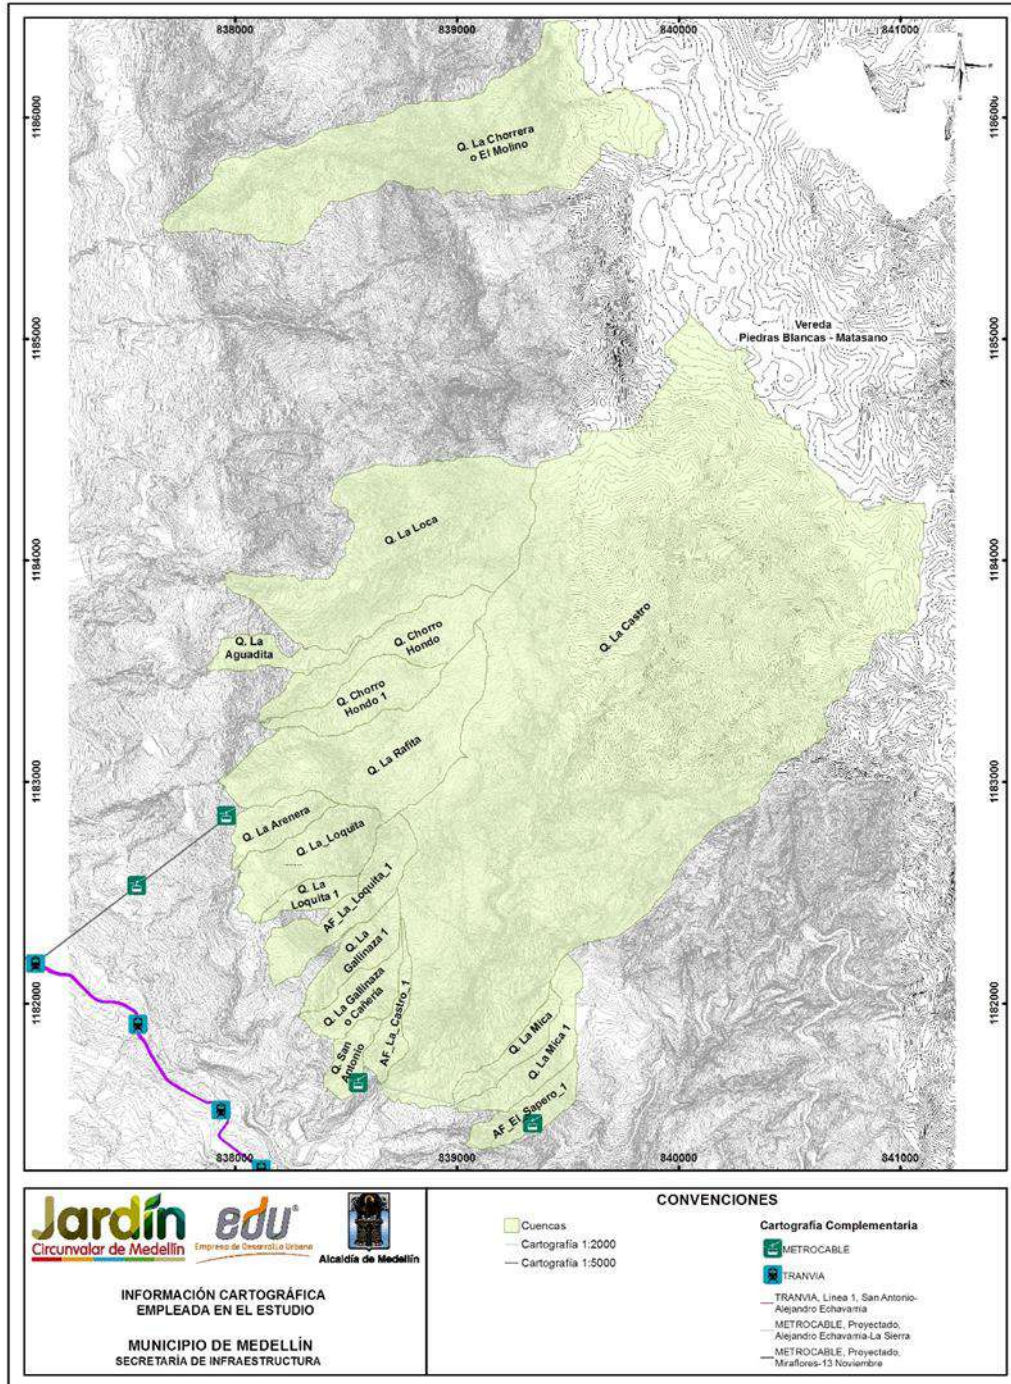 838000
839000
840000
841000
N
1186000
1186000
Q. La Chorrera
o El Molino
1185000
1185000
Vereda
Piedras Blancas - Matasano
Q. La Loca
1184000
1184000
Q. La Castro
Q. Chorro
Hondo
Q. La
Aguadita
Q. Chorro
Hondo 1
Q. La Rafita
1183000
1183000
Q. La Arenera
Q. La_Loquita
Q. La
Loquita 1
AF_La_Loquita_1
Q. La
Gallinaza 1
Q. La Gallinaza
o Cañería
1182000
1182000
Q. San
Antonio
AF_La_Castro_1
Q. La Mica
Q. La Mica 1
AF_El_Sapero_1
838000
839000
840000
841000
Jardín
Circunvalar de Medellín
edu®
Empresa de Desarrollo Urbano
Alcaldía de Medellín
INFORMACIÓN CARTOGRÁFICA
EMPLEADA EN EL ESTUDIO
MUNICIPIO DE MEDELLÍN
SECRETARÍA DE INFRAESTRUCTURA
CONVENCIONES
Cuencas
Cartografía 1:2000
Cartografía 1:5000
Cartografía Complementaria
METROCABLE
TRANVIA
TRANVIA, Linea 1, San Antonio-
Alejandro Echavarria
METROCABLE, Proyectado,
Alejandro Echavarria-La Sierra
METROCABLE, Proyectado,
Miraflores-13 Noviembre